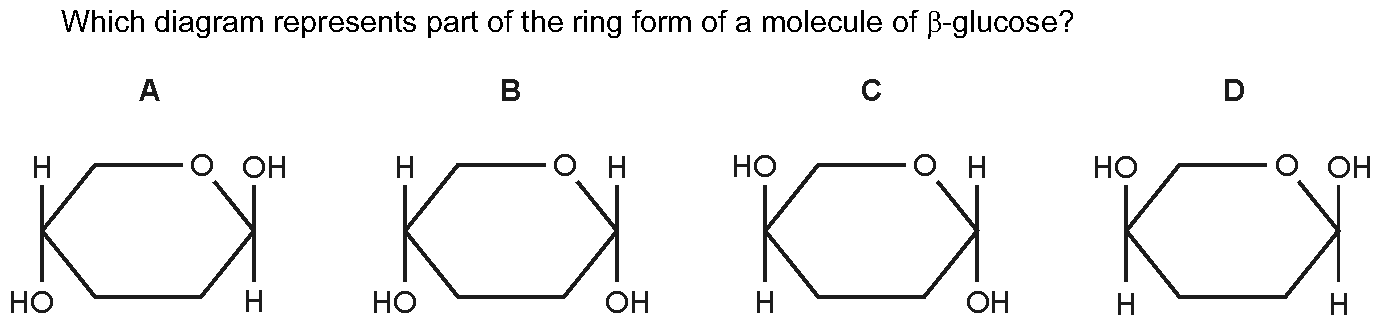 Which diagram represents part of the ring form of a molecule of β-glucose?
A B C D
H O OH H O H HO O H HO O OH
HO H HO OH H OH H H